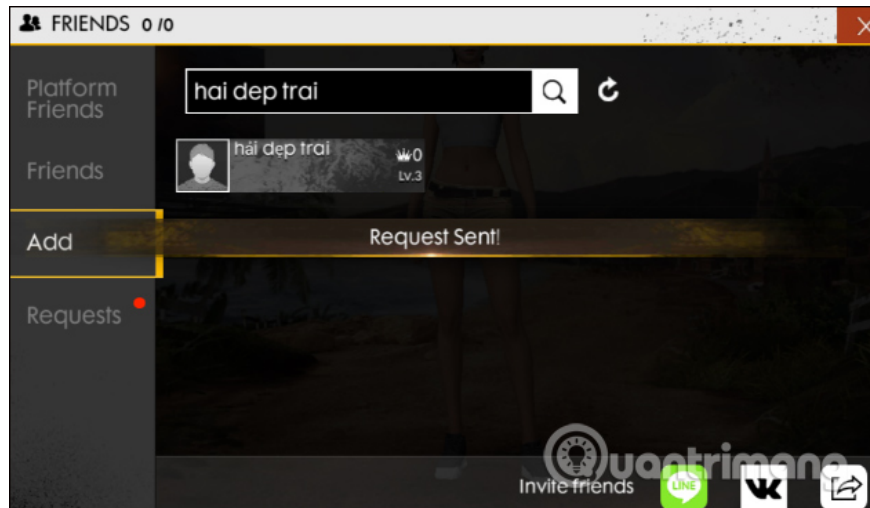 FRIENDS 0 /0
Platform
Friends
Friends
Add
Requests
hai dep trai
hải dẹp trai
0
Lv.3
Request Sent!
Quantrimang
Invite friends
LINE